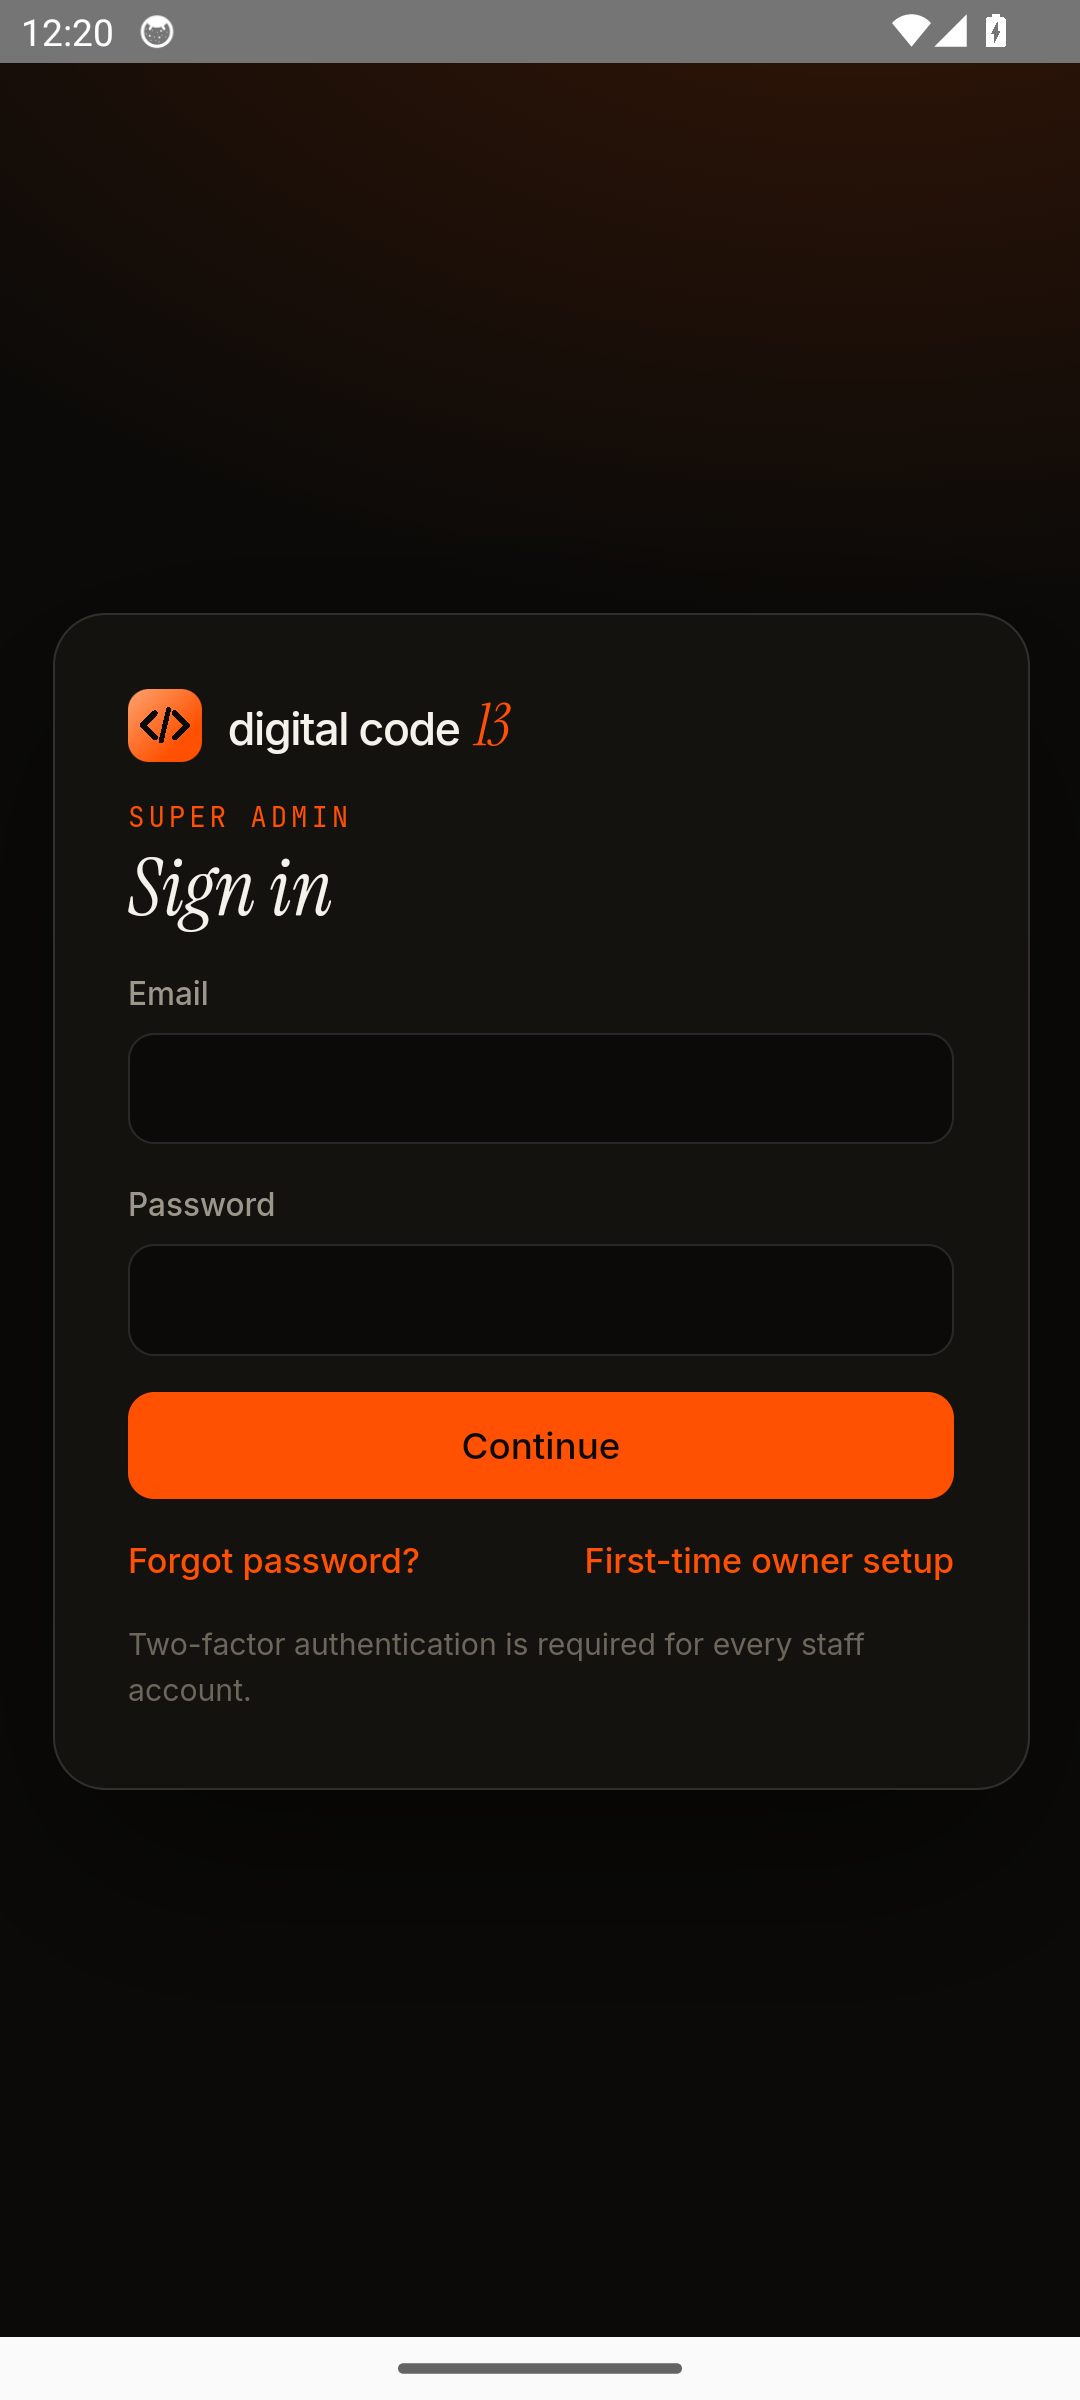 12:20
digital code 13
SUPER ADMIN
Sign in
Email
Password
Continue
Forgot password?
First-time owner setup
Two-factor authentication is required for every staff
account.